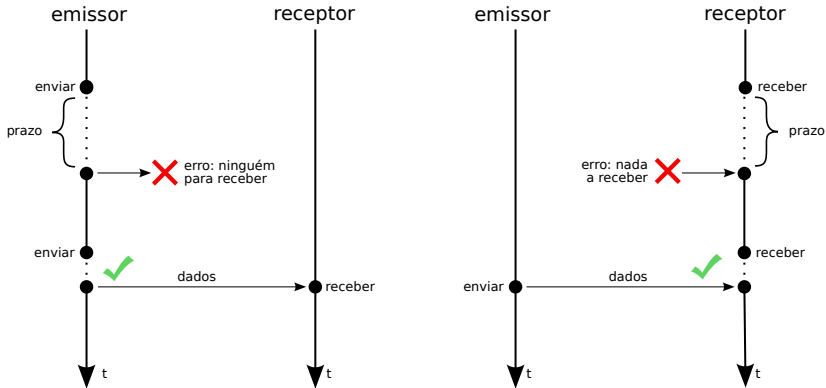 emissor
receptor
enviar
prazo
erro: ninguém
para receber
enviar
dados
receber
t
t
emissor
receptor
receber
prazo
erro: nada
a receber
receber
dados
enviar
t
t